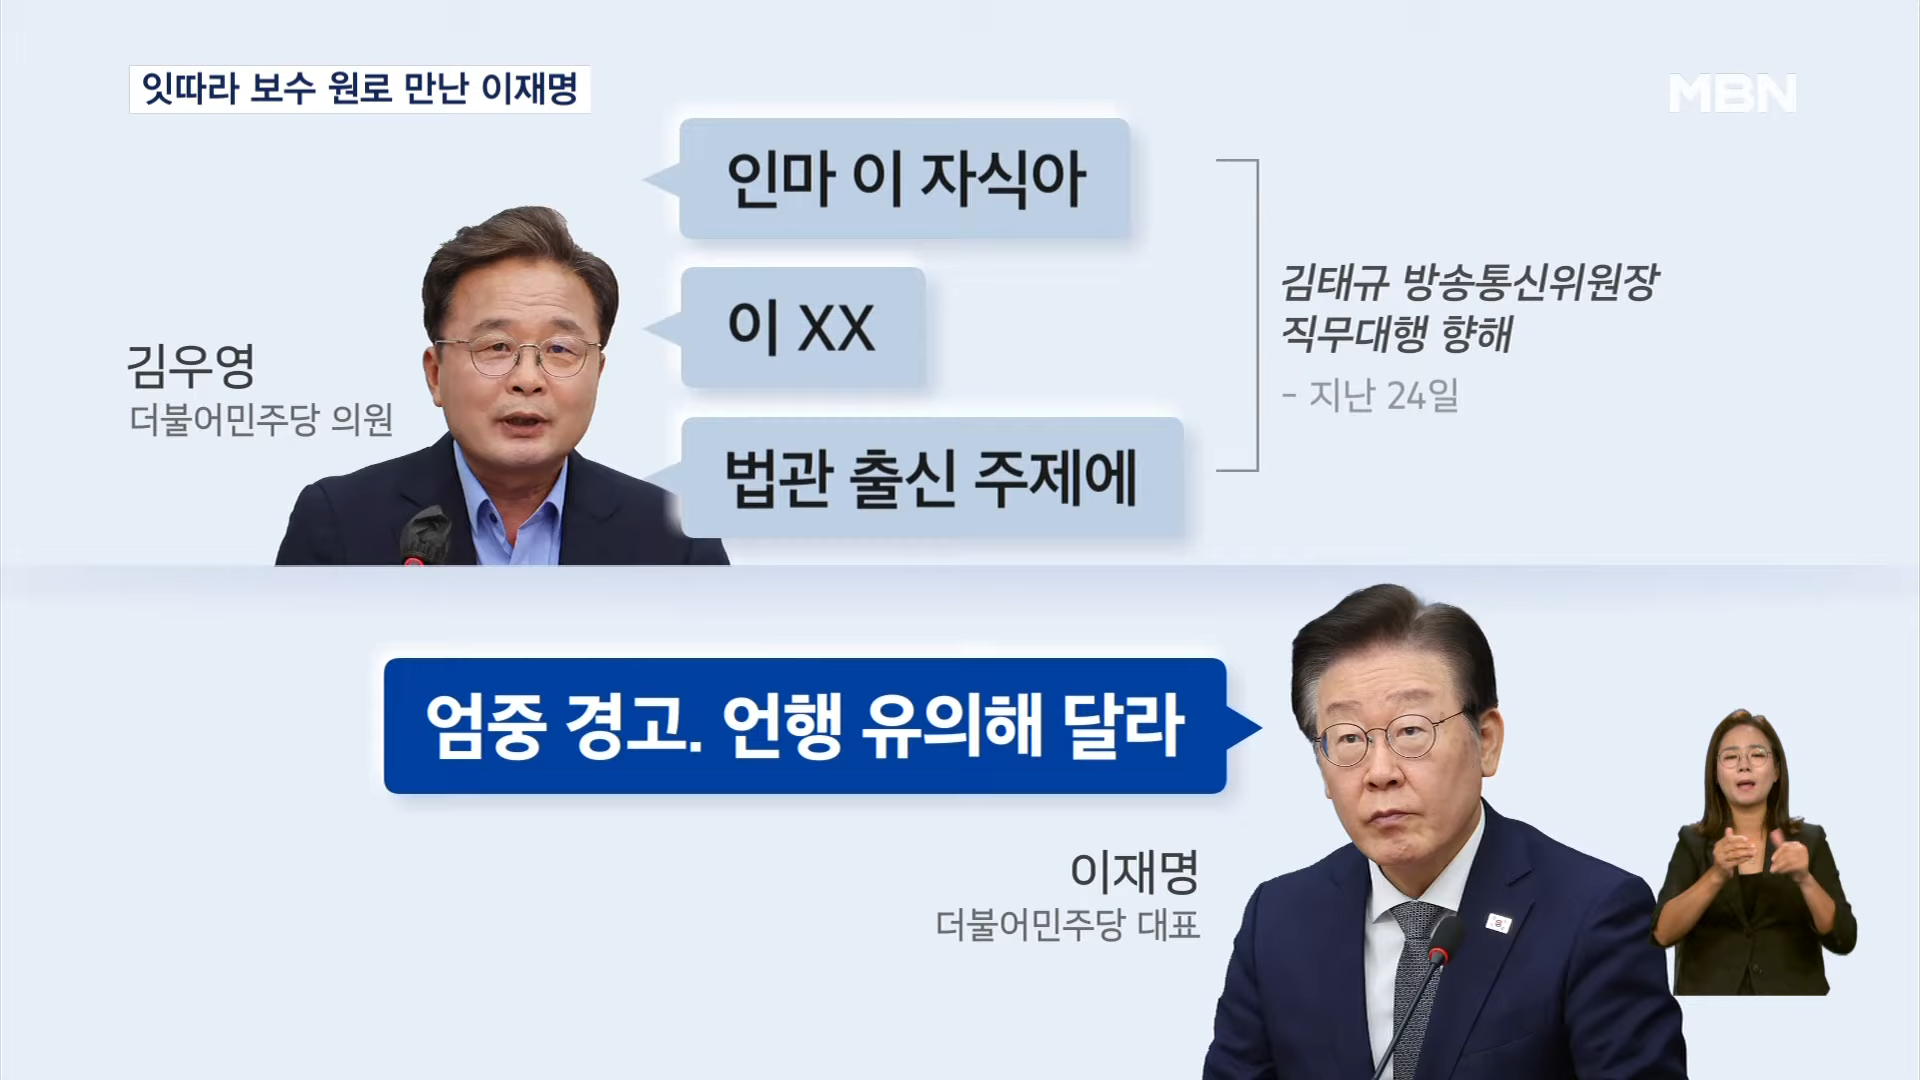 잇따라 보수 원로 만난 이재명
MBN
인마 이 자식아
이 XX
법관 출신 주제에
김우영
더불어민주당 의원
김태규 방송통신위원장
직무대행 향해
- 지난 24일
엄중 경고. 언행 유의해 달라
이재명
더불어민주당 대표